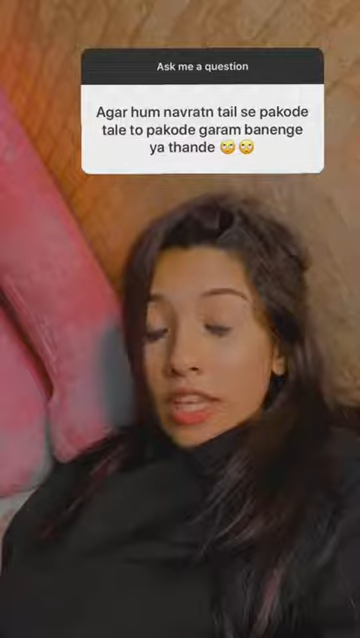 Ask me a question
Agar hum navratn tail se pakode
tale to pakode garam banenge
ya thande 🙄🙄